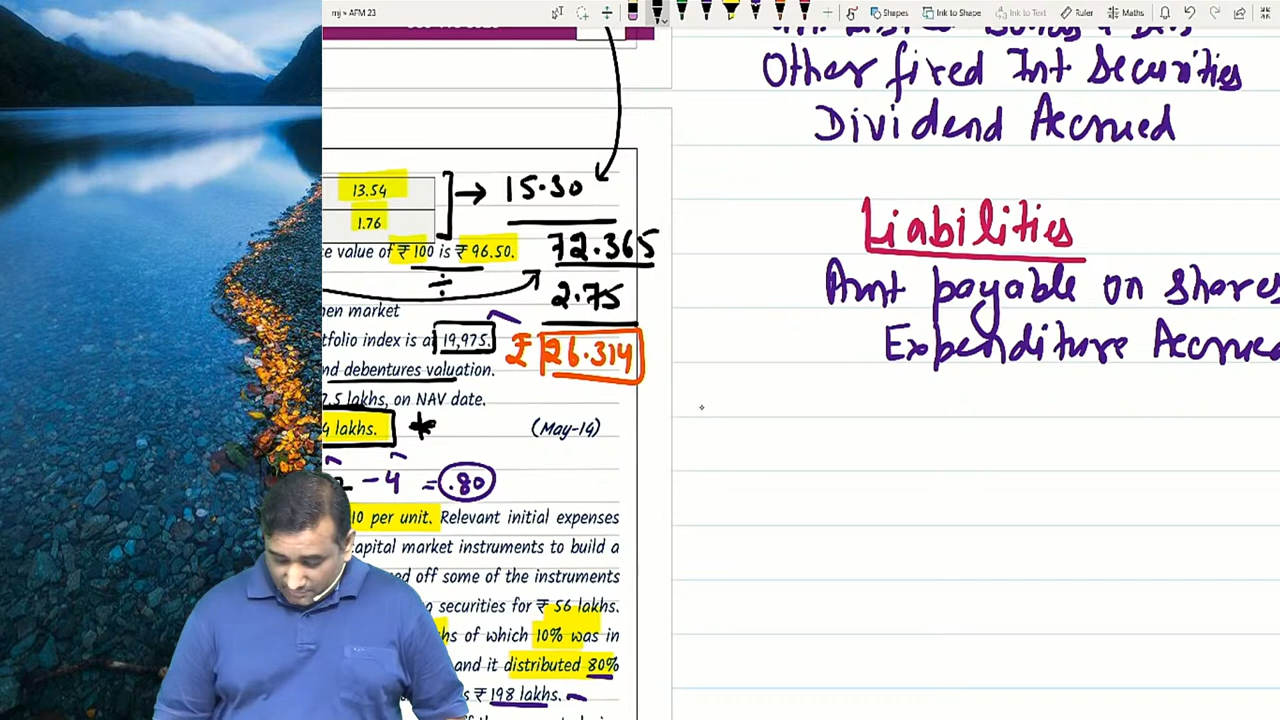 mj » AFM 23
Shapes Ink to Shape Ink to Text Ruler Maths
Other fixed Int Securities
Dividend Accrued
13.54
1.76
→ 15.30
72.365
2.75
₹ 26.314
÷
ce value of ₹ 100 is ₹ 96.50.
hen market
tfolio index is at 19,975.
nd debentures valuation.
7.5 lakhs, on NAV date.
4 lakhs. *
(May-14)
- 4 = .80
10 per unit. Relevant initial expenses
capital market instruments to build a
ed off some of the instruments
securities for ₹ 56 lakhs.
hs of which 10% was in
and it distributed 80%
s ₹ 198 lakhs.
Liabilities
Amt payable on shares
Expenditure Accrued